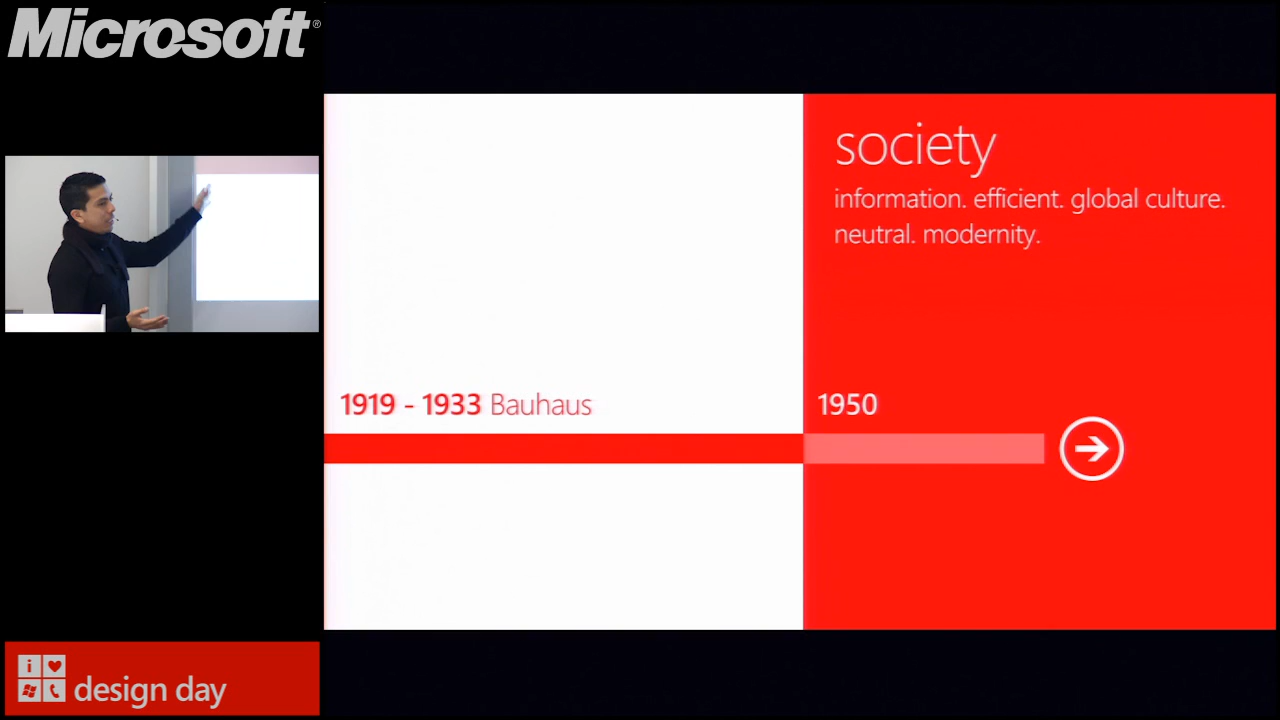 Microsoft®
society
information. efficient. global culture.
neutral. modernity.
1919 - 1933 Bauhaus
1950
i
design day